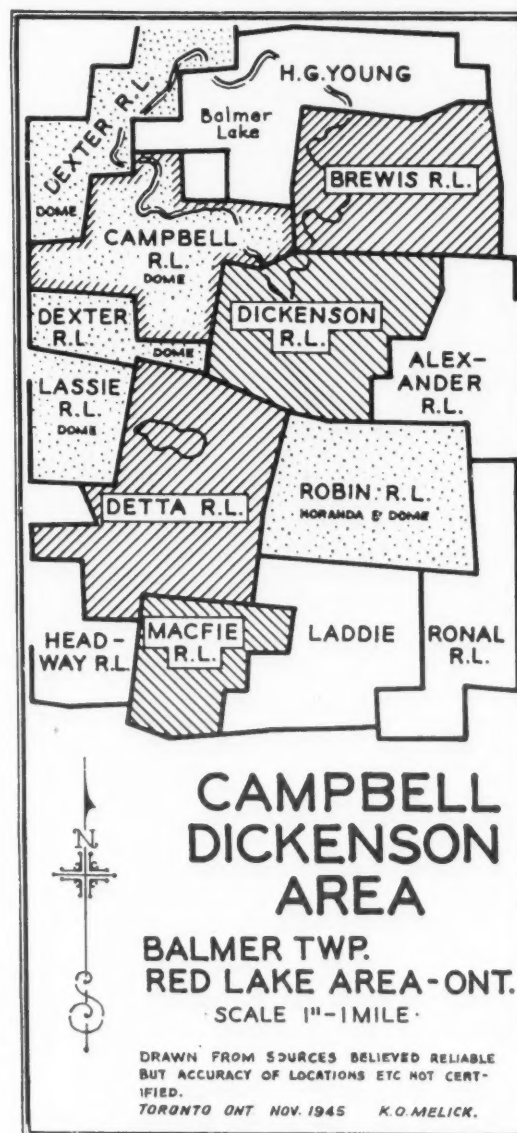 H.G. YOUNG
Balmer
Lake
DEXTER R.L.
DOME
BREWIS R.L.
CAMPBELL
R.L.
DOME
DICKENSON
R.L.
DEXTER
R.L
DOME
ALEX-
ANDER
R.L.
LASSIE
R.L.
DOME
ROBIN R.L.
NORANDA & DOME
DETTA R.L.
HEAD-
WAY R.L.
MACFIE
R.L.
LADDIE
RONAL
R.L.
CAMPBELL
DICKENSON
AREA
N
S
BALMER TWP.
RED LAKE AREA-ONT.
· SCALE 1"-1MILE ·
DRAWN FROM SOURCES BELIEVED RELIABLE
BUT ACCURACY OF LOCATIONS ETC NOT CERT-
IFIED.
TORONTO ONT NOV. 1945 K.O.MELICK.